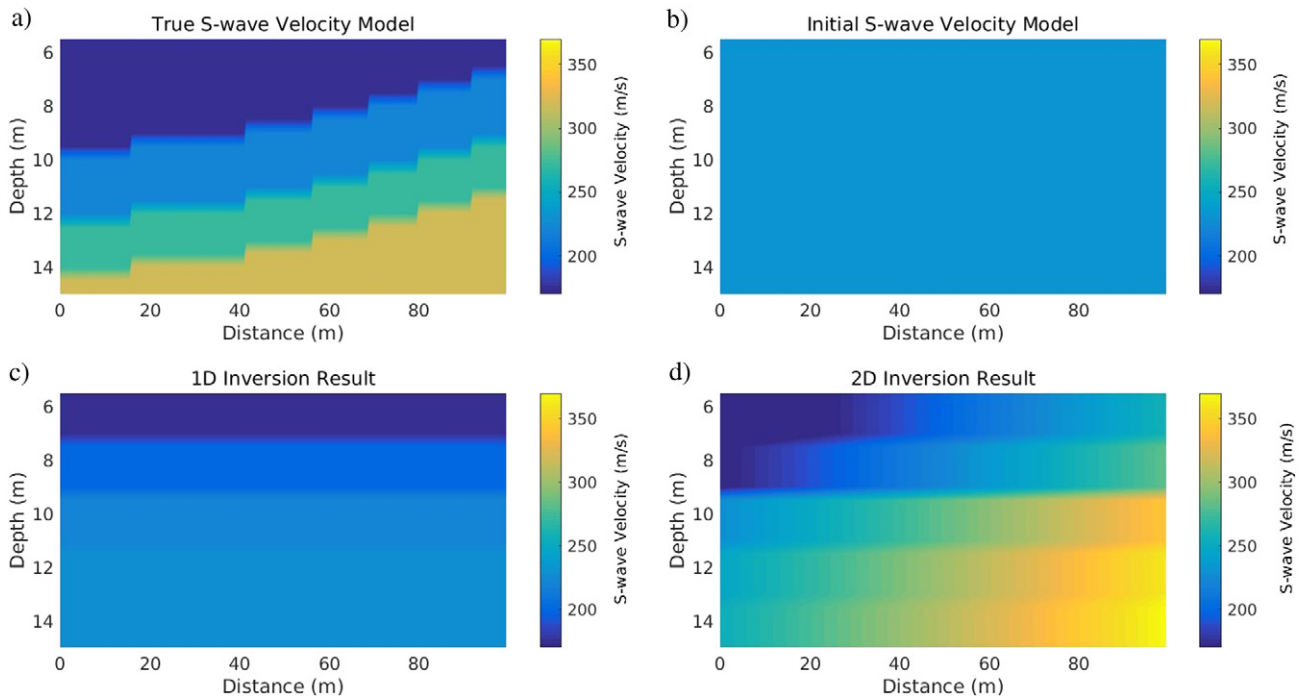 a)
True S-wave Velocity Model
6
8
10
12
14
Depth (m)
0 20 40 60 80
Distance (m)
350
300
250
200
S-wave Velocity (m/s)
b)
Initial S-wave Velocity Model
6
8
10
12
14
Depth (m)
0 20 40 60 80
Distance (m)
350
300
250
200
S-wave Velocity (m/s)
c)
1D Inversion Result
6
8
10
12
14
Depth (m)
0 20 40 60 80
Distance (m)
350
300
250
200
S-wave Velocity (m/s)
d)
2D Inversion Result
6
8
10
12
14
Depth (m)
0 20 40 60 80
Distance (m)
350
300
250
200
S-wave Velocity (m/s)